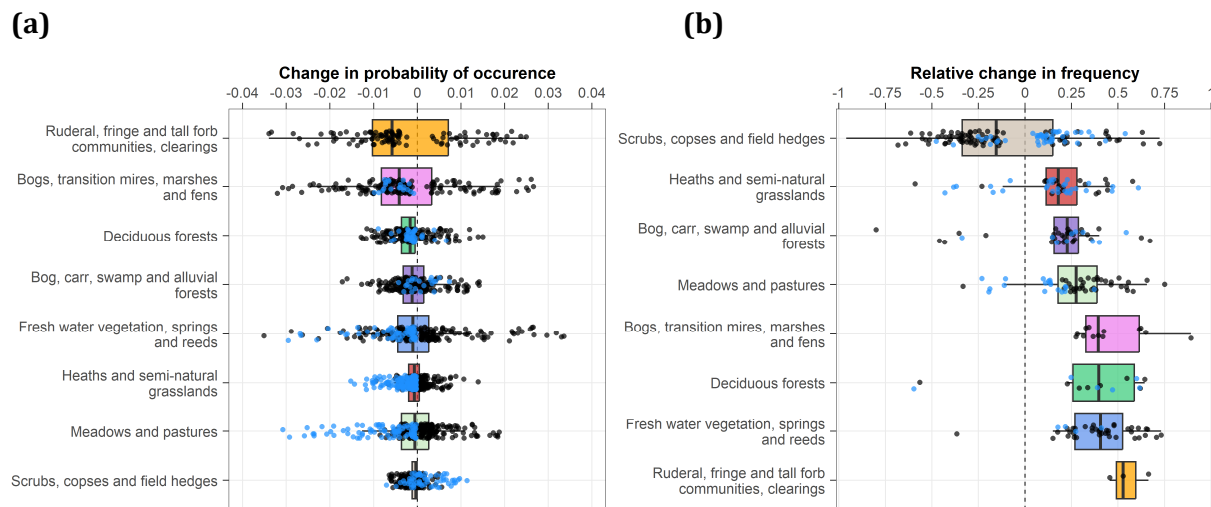 (a)
Change in probability of occurence
-0.04 -0.03 -0.02 -0.01 0 0.01 0.02 0.03 0.04
Ruderal, fringe and tall forb
communities, clearings
Bogs, transition mires, marshes
and fens
Deciduous forests
Bog, carr, swamp and alluvial
forests
Fresh water vegetation, springs
and reeds
Heaths and semi-natural
grasslands
Meadows and pastures
Scrubs, copses and field hedges
(b)
Relative change in frequency
-1 -0.75 -0.5 -0.25 0 0.25 0.5 0.75 1
Scrubs, copses and field hedges
Heaths and semi-natural
grasslands
Bog, carr, swamp and alluvial
forests
Meadows and pastures
Bogs, transition mires, marshes
and fens
Deciduous forests
Fresh water vegetation, springs
and reeds
Ruderal, fringe and tall forb
communities, clearings